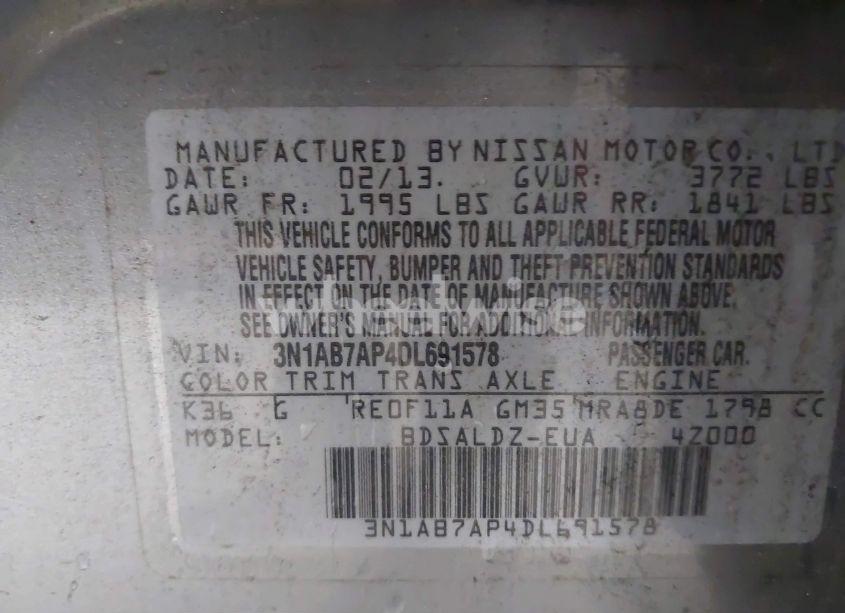 MANUFACTURED BY NISSAN MOTOR CO., LTD
DATE: 02/13. GVWR: 3772 LBS
GAWR FR: 1995 LBS GAWR RR: 1841 LBS
THIS VEHICLE CONFORMS TO ALL APPLICABLE FEDERAL MOTOR
VEHICLE SAFETY, BUMPER AND THEFT PREVENTION STANDARDS
IN EFFECT ON THE DATE OF MANUFACTURE SHOWN ABOVE.
SEE OWNER'S MANUAL FOR ADDITIONAL INFORMATION.
VIN: 3N1AB7AP4DL691578 PASSENGER CAR.
COLOR TRIM TRANS AXLE ENGINE
K36 G RE0F11A GM35 MRA8DE 1798 CC
MODEL: BDSALDZ-EUA 4Z000
3N1AB7AP4DL691578